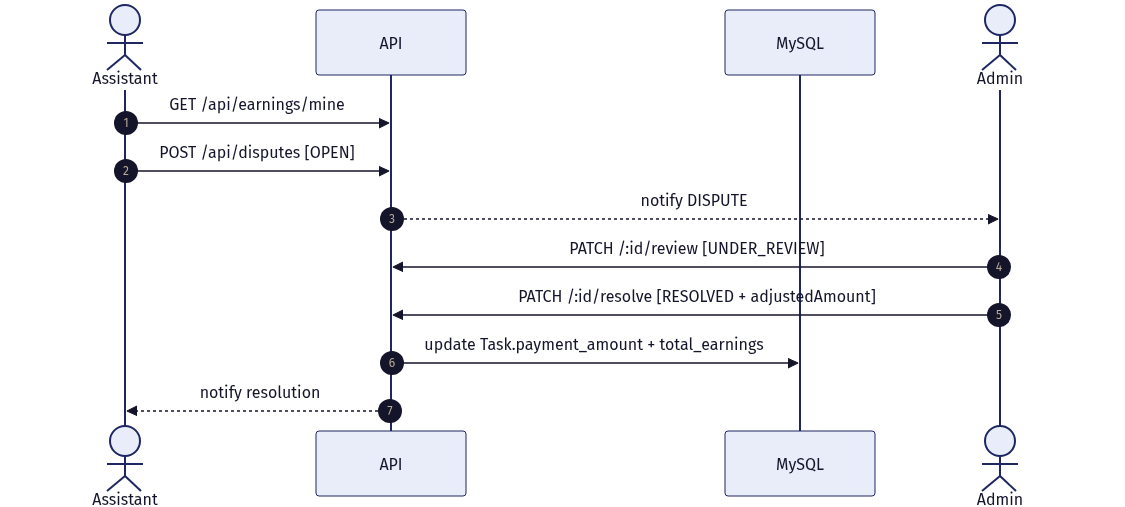 API
MySQL
Assistant
Admin
GET /api/earnings/mine
1
POST /api/disputes [OPEN]
2
notify DISPUTE
3
PATCH /:id/review [UNDER_REVIEW]
4
PATCH /:id/resolve [RESOLVED + adjustedAmount]
5
update Task.payment_amount + total_earnings
6
notify resolution
7
API
MySQL
Assistant
Admin